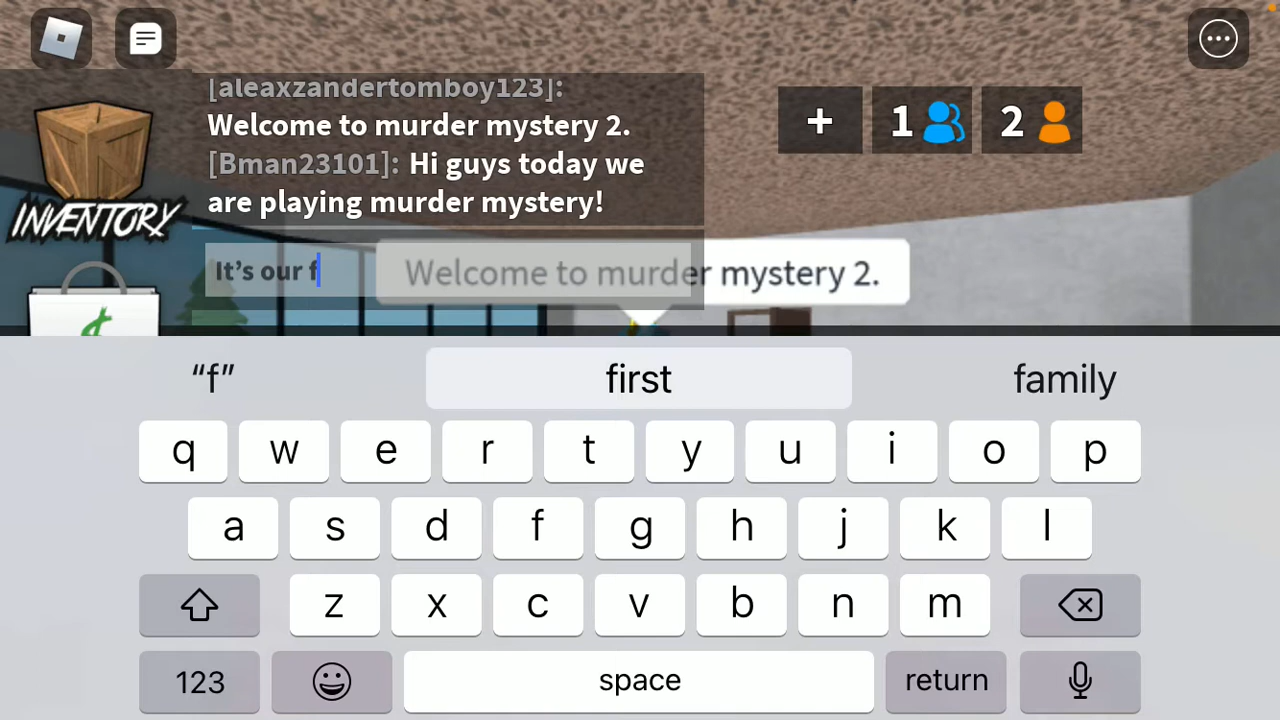 [aleaxzandertomboy123]:
Welcome to murder mystery 2.
[Bman23101]: Hi guys today we
are playing murder mystery!
+ 1 2
INVENTORY
It's our f
Welcome to murder mystery 2.
“f” first family
q w e r t y u i o p
a s d f g h j k l
z x c v b n m
123 space return